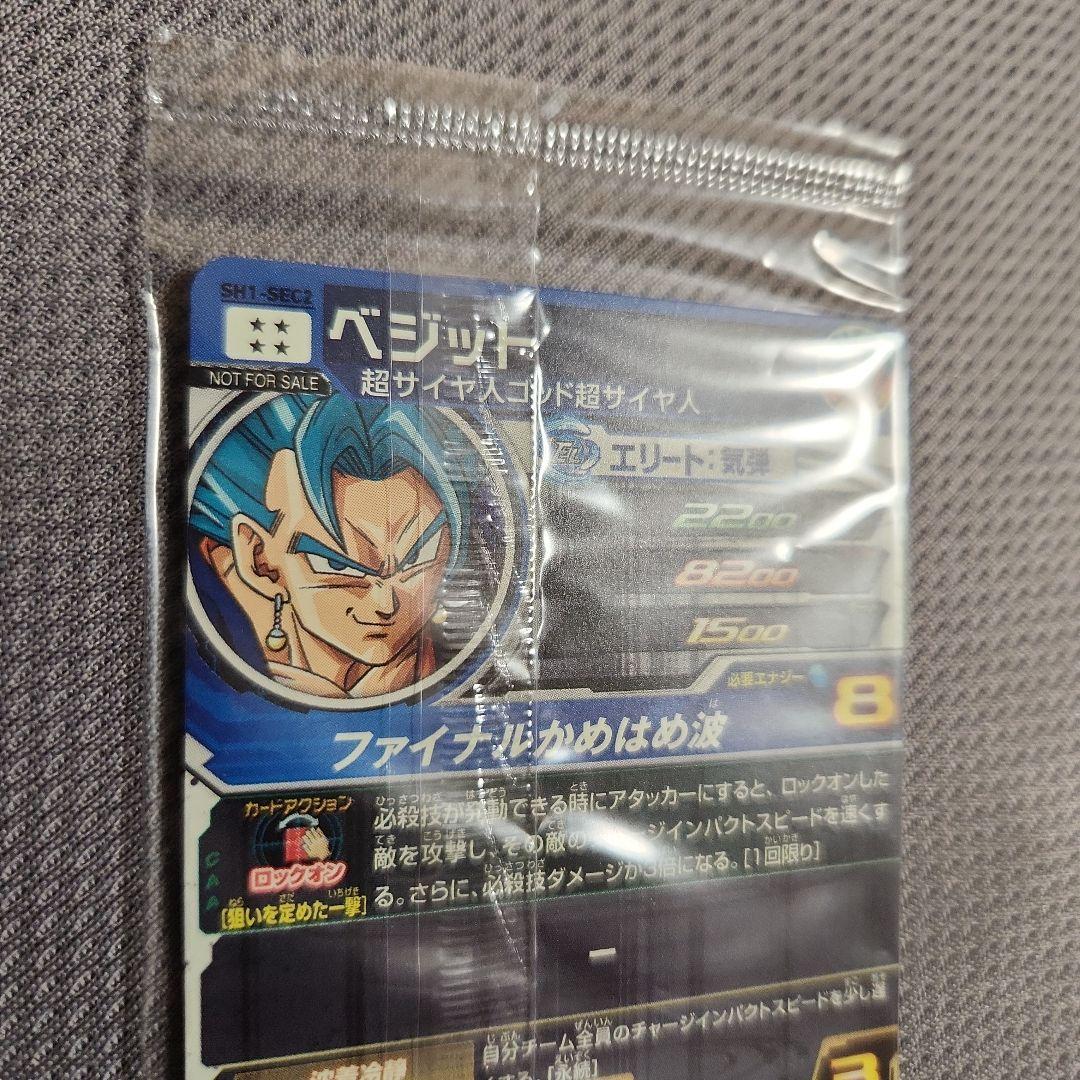 SH1-SEC2
ベジット
NOT FOR SALE
超サイヤ人ゴッド超サイヤ人
エリート:気弾
2200
8200
1500
必要エナジー
8
ファイナルかめはめ波
カードアクション
ロックオン
[狙いを定めた一撃]
必殺技が発動できる時にアタッカーにすると、ロックオンした
敵を攻撃し、その敵のチャージインパクトスピードを速くす
る。さらに、必殺技ダメージが3倍になる。[1回限り]
CAA
ー
沈着冷静
自分チーム全員のチャージインパクトスピードを少し速
くする。[永続]
3